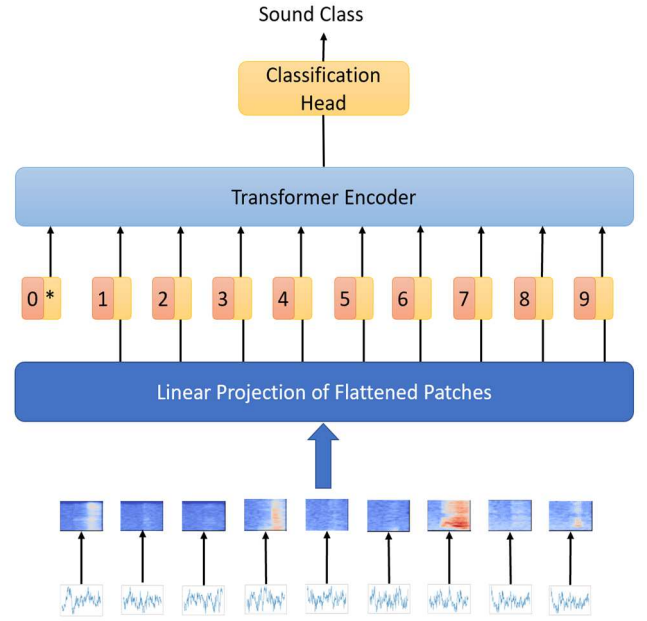 Sound Class
Classification
Head
Transformer Encoder
0 * 1 2 3 4 5 6 7 8 9
Linear Projection of Flattened Patches